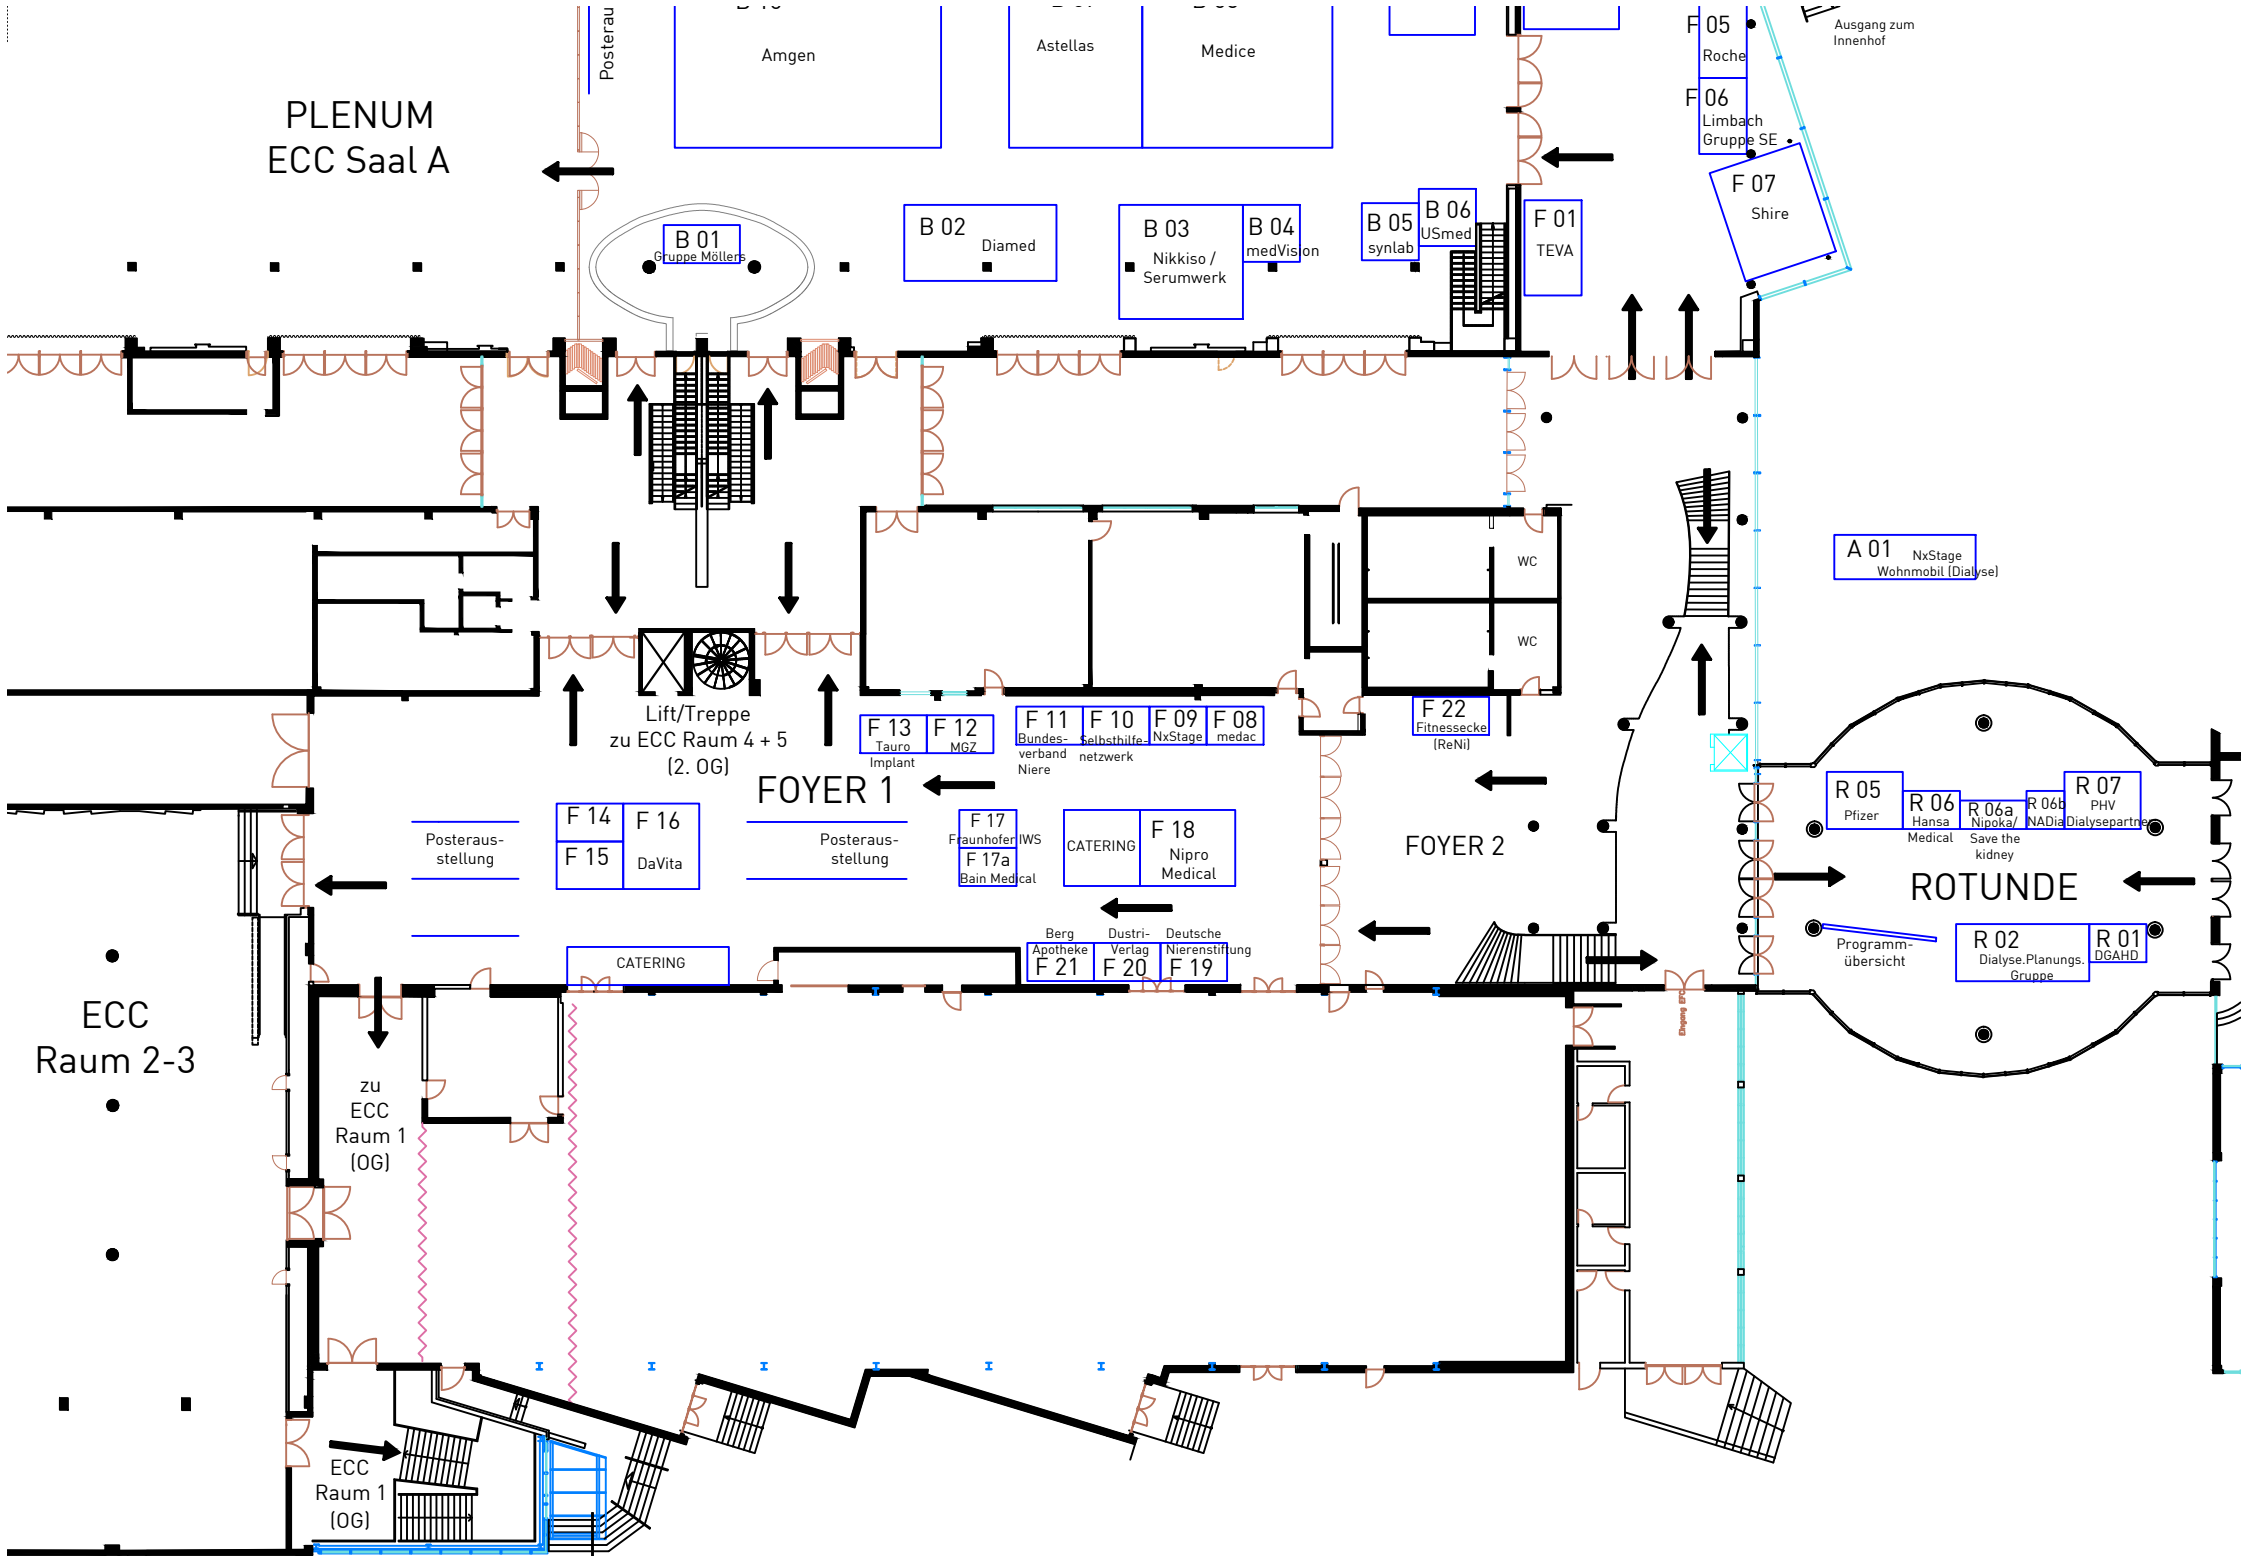 Posterau
Amgen
Astellas
Medice
F 05
Roche
Ausgang zum
Innenhof
F 06
Limbach
Gruppe SE
PLENUM
ECC Saal A
F 07
Shire
B 01
Gruppe Möllers
B 02
Diamed
B 03
Nikkiso /
Serumwerk
B 04
medVision
B 05
synlab
B 06
USmed
F 01
TEVA
WC
WC
A 01
NxStage
Wohnmobil (Dialyse)
Lift/Treppe
zu ECC Raum 4 + 5
(2. OG)
F 13
Tauro
Implant
F 12
MGZ
F 11
Bundes-
verband
Niere
F 10
Selbsthilfe-
netzwerk
F 09
NxStage
F 08
medac
F 22
Fitnessecke
(ReNi)
FOYER 1
Posteraus-
stellung
F 14
F 15
F 16
DaVita
Posteraus-
stellung
F 17
Fraunhofer IWS
F 17a
Bain Medical
CATERING
F 18
Nipro
Medical
FOYER 2
R 05
Pfizer
R 06
Hansa
Medical
R 06a
Nipoka/
Save the
kidney
R 06b
NADia
R 07
PHV
Dialysepartner
ROTUNDE
Programm-
übersicht
R 02
Dialyse.Planungs.
Gruppe
R 01
DGAHD
CATERING
Berg
Apotheke
F 21
Dustri-
Verlag
F 20
Deutsche
Nierenstiftung
F 19
Eingang EFC
ECC
Raum 2-3
zu
ECC
Raum 1
(OG)
ECC
Raum 1
(OG)